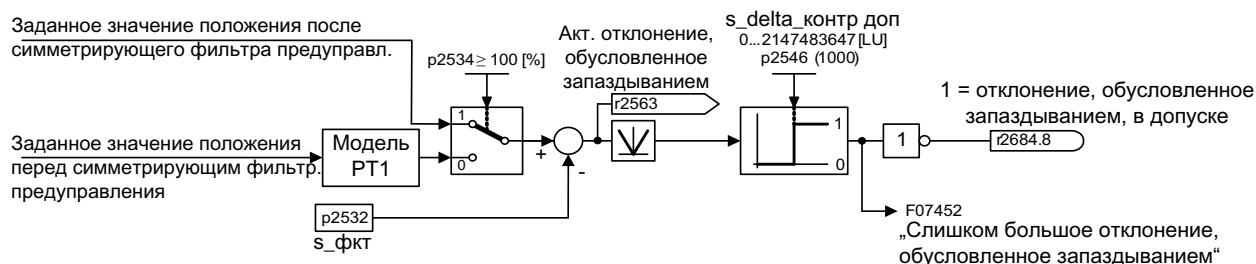 Заданное значение положения после
симметрирующего фильтра предуправл.
p2534 ≥ 100 [%]
Акт. отклонение,
обусловленное
запаздыванием
r2563
s_delta_контр доп
0...2147483647 [LU]
p2546 (1000)
1 = отклонение, обусловленное
запаздыванием, в допуске
r2684.8
1
0
1
0
1
+
-
Заданное значение положения
перед симметрирующим фильтр.
предуправления
Модель
PT1
p2532
s_фкт
F07452
„Слишком большое отклонение,
обусловленное запаздыванием“